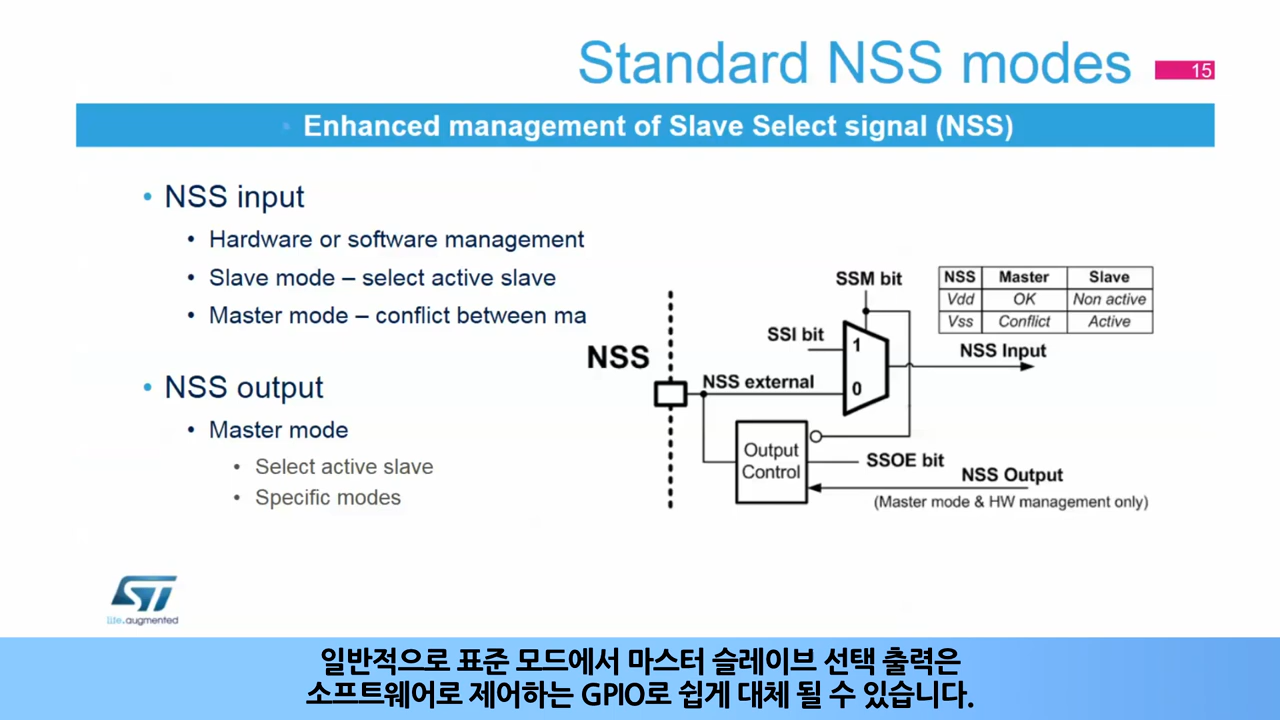 Standard NSS modes
15
• Enhanced management of Slave Select signal (NSS)
• NSS input
• Hardware or software management
• Slave mode – select active slave
• Master mode – conflict between ma
• NSS output
• Master mode
• Select active slave
• Specific modes
NSS
SSM bit
SSI bit
1
0
NSS external
NSS Input
Output
Control
SSOE bit
NSS Output
(Master mode & HW management only)
NSS Master Slave
Vdd OK Non active
Vss Conflict Active
ST
life.augmented
일반적으로 표준 모드에서 마스터 슬레이브 선택 출력은
소프트웨어로 제어하는 GPIO로 쉽게 대체 될 수 있습니다.